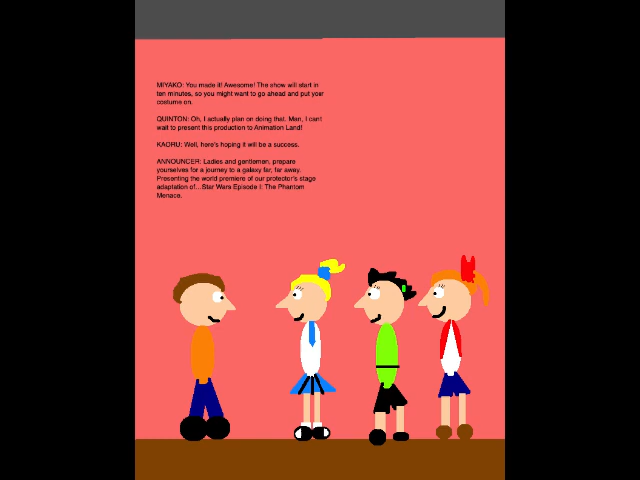 MIYAKO: You made it! Awesome! The show will start in
ten minutes, so you might want to go ahead and put your
costume on.
QUINTON: Oh, I actually plan on doing that. Man, I cant
wait to present this production to Animation Land!
KAORU: Well, here's hoping it will be a success.
ANNOUNCER: Ladies and gentlemen, prepare
yourselves for a journey to a galaxy far, far away.
Presenting the world premiere of our protector's stage
adaptation of...Star Wars Episode I: The Phantom
Menace.